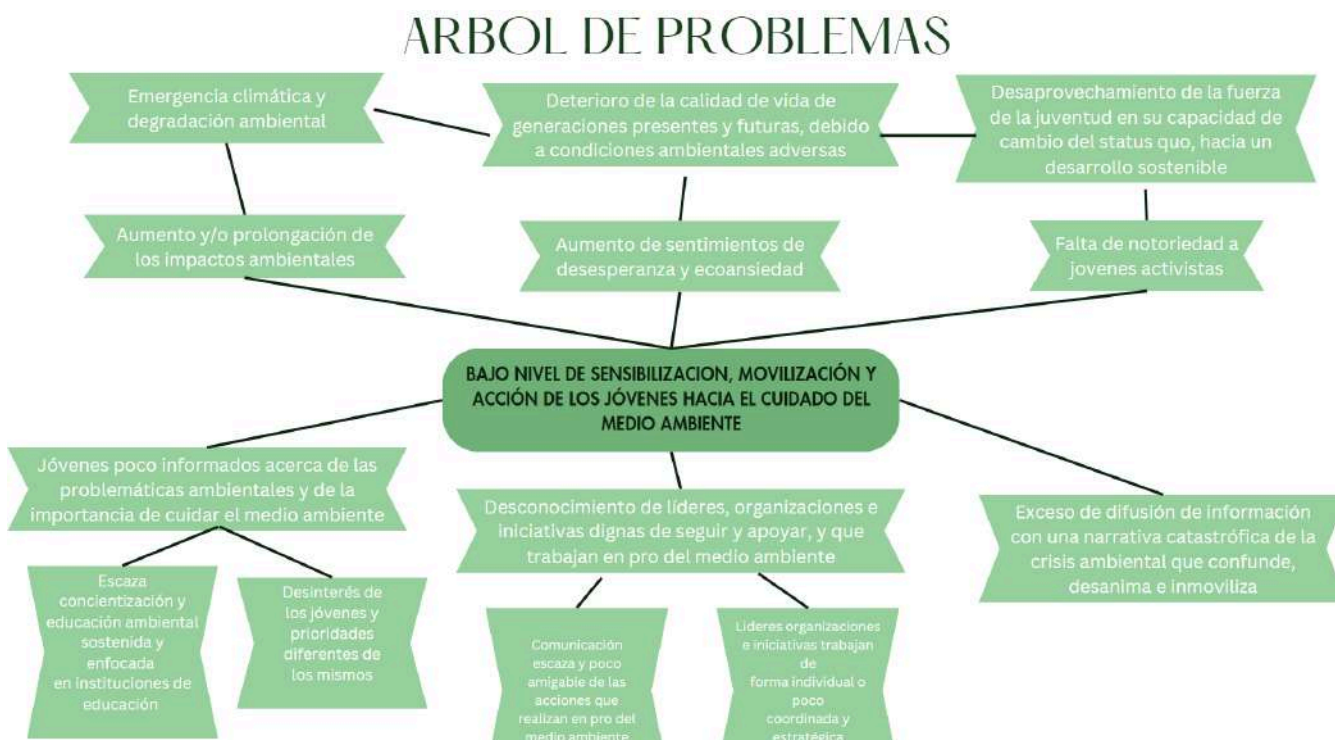 ARBOL DE PROBLEMAS
Emergencia climática y
degradación ambiental
Deterioro de la calidad de vida de
generaciones presentes y futuras, debido
a condiciones ambientales adversas
Desaprovechamiento de la fuerza
de la juventud en su capacidad de
cambio del status quo, hacia un
desarrollo sostenible
Aumento y/o prolongación de
los impactos ambientales
Aumento de sentimientos de
desesperanza y ecoansiedad
Falta de notoriedad a
jovenes activistas
BAJO NIVEL DE SENSIBILIZACION, MOVILIZACIÓN Y
ACCIÓN DE LOS JÓVENES HACIA EL CUIDADO DEL
MEDIO AMBIENTE
Jóvenes poco informados acerca de las
problemáticas ambientales y de la
importancia de cuidar el medio ambiente
Desconocimiento de líderes, organizaciones e
iniciativas dignas de seguir y apoyar, y que
trabajan en pro del medio ambiente
Exceso de difusión de información
con una narrativa catastrófica de la
crisis ambiental que confunde,
desanima e inmoviliza
Escaza
concientización y
educación ambiental
sostenida y
enfocada
en instituciones de
educación
Desinterés de
los jóvenes y
prioridades
diferentes de
los mismos
Comunicación
escaza y poco
amigable de las
acciones que
realizan en pro del
medio ambiente
Lideres organizaciones
e iniciativas trabajan
de
forma individual o
poco
coordinada y
estratégica